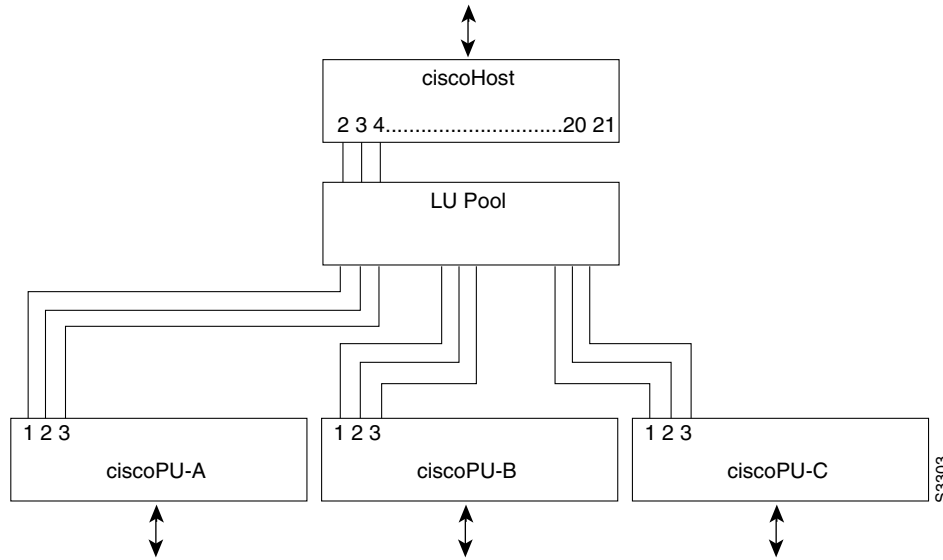 ciscoHost
2 3 4..............................20 21
LU Pool
1 2 3
1 2 3
1 2 3
ciscoPU-A
ciscoPU-B
ciscoPU-C
S3303